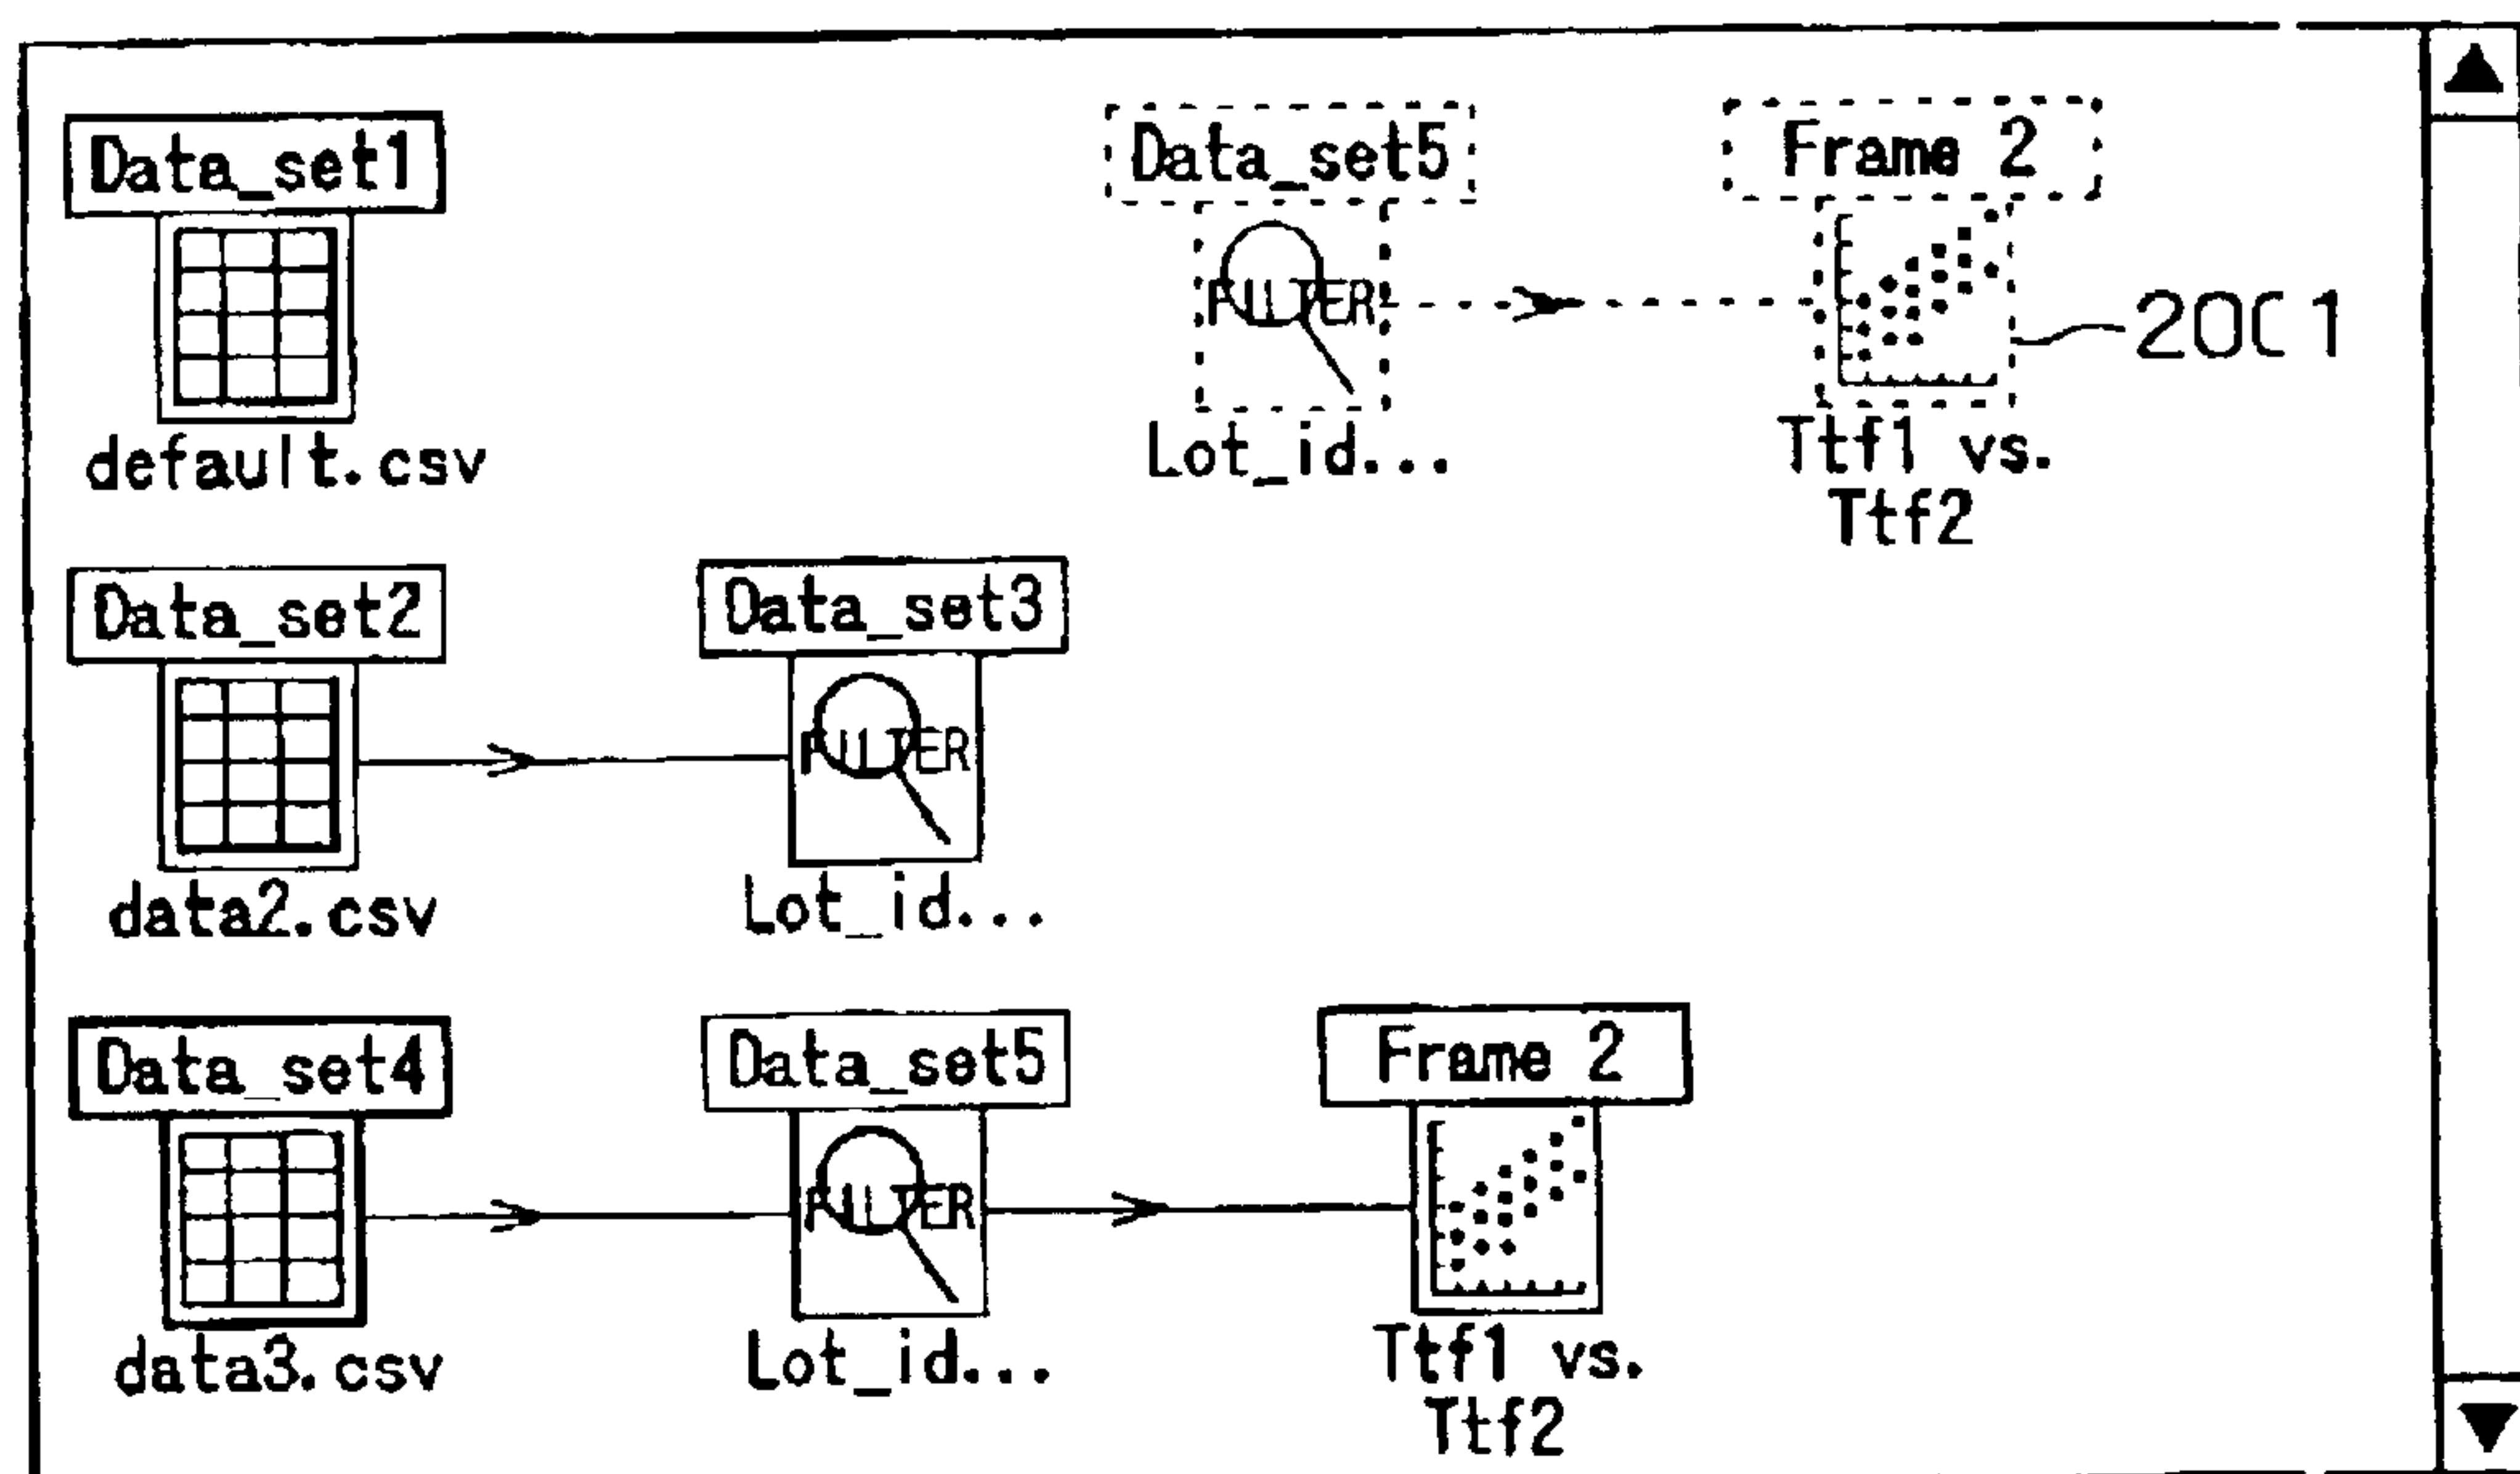 Data_set1
Data_set5
Frame 2
FILTER
20C1
default.csv
Lot_id...
Ttf1 vs.
Ttf2
Data_set2
Data_set3
FILTER
data2.csv
Lot_id...
Data_set4
Data_set5
Frame 2
FILTER
data3.csv
Lot_id...
Ttf1 vs.
Ttf2